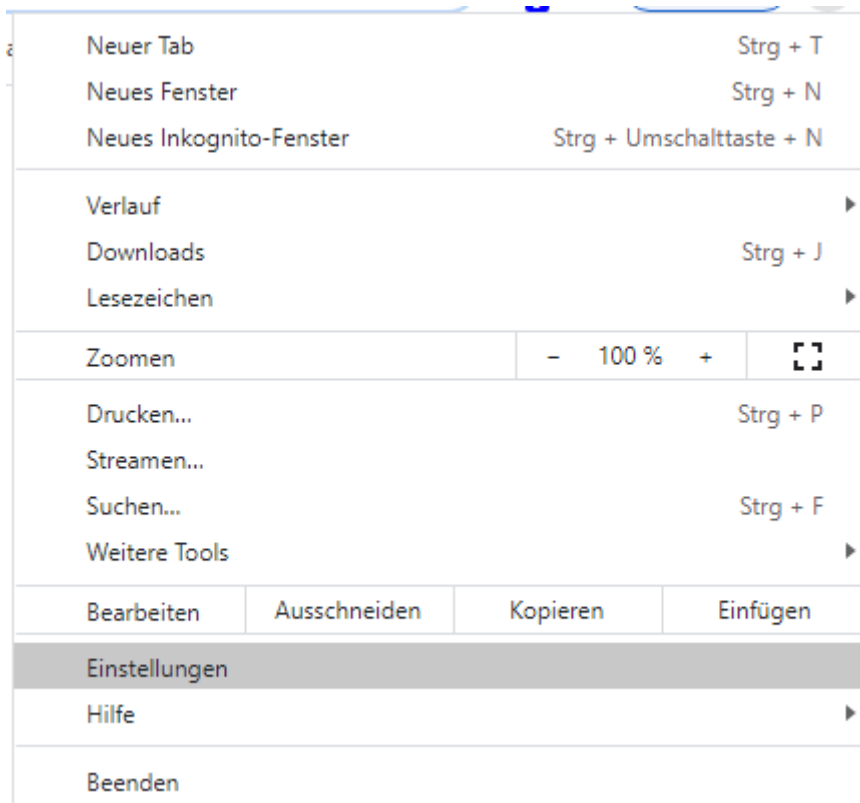 Neuer Tab Strg + T
Neues Fenster Strg + N
Neues Inkognito-Fenster Strg + Umschalttaste + N
Verlauf
Downloads Strg + J
Lesezeichen
Zoomen - 100 % +
Drucken... Strg + P
Streamen...
Suchen... Strg + F
Weitere Tools
Bearbeiten Ausschneiden Kopieren Einfügen
Einstellungen
Hilfe
Beenden